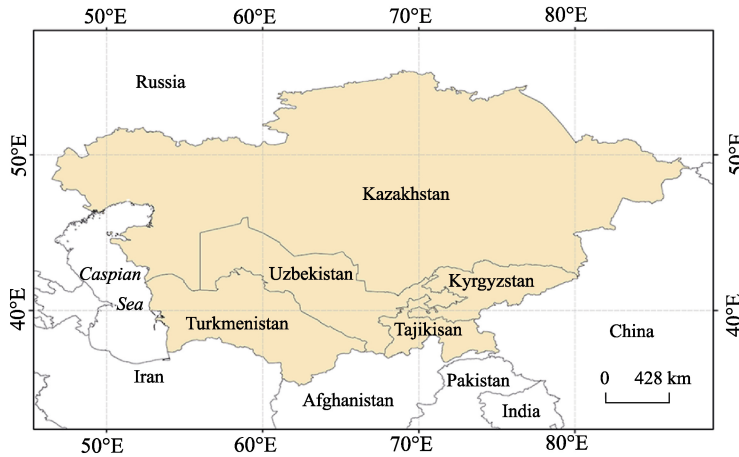 50°E 60°E 70°E 80°E
Russia
50°E
50°E
Kazakhstan
Caspian
Sea
Uzbekistan
Kyrgyzstan
40°E
40°E
Turkmenistan
Tajikisan
China
Iran
Afghanistan
Pakistan
India
0 428 km
50°E 60°E 70°E 80°E